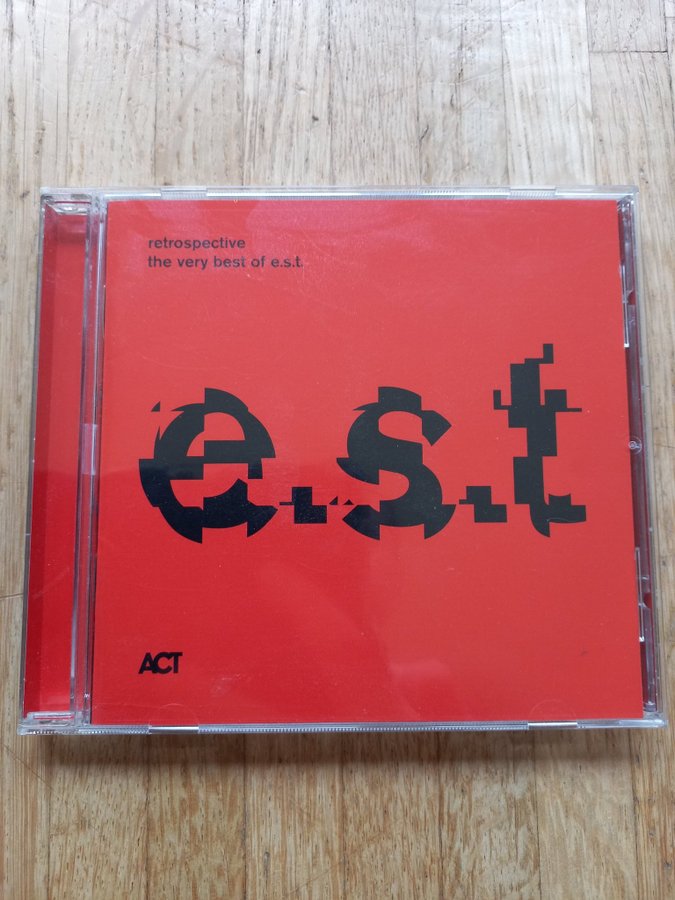 retrospective
the very best of e.s.t.
e.s.t
ACT